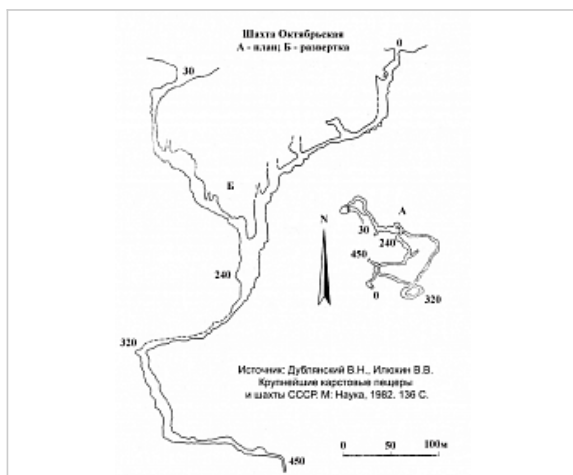 Шахта Октябрьская
А - план; Б - развертка
0
30
Б
А
N
30
240
450
240
0
320
320
Источник: Дублянский В.Н., Илюхин В.В.
Крупнейшие карстовые пещеры
и шахты СССР. М: Наука, 1982. 136 С.
450
0 50 100м